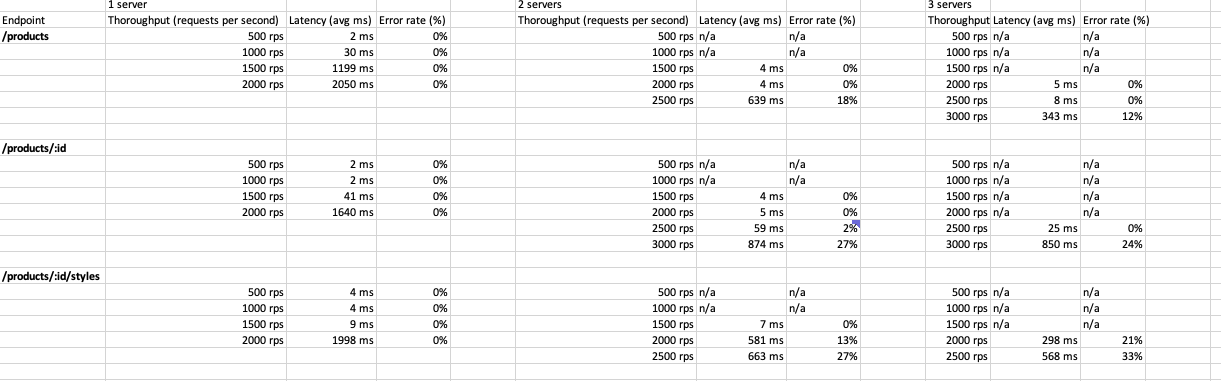 1 server 2 servers 3 servers
Endpoint Thoroughput (requests per second) Latency (avg ms) Error rate (%) Thoroughput (requests per second) Latency (avg ms) Error rate (%) Thoroughput Latency (avg ms) Error rate (%)
/products 500 rps 2 ms 0% 500 rps n/a n/a 500 rps n/a n/a
1000 rps 30 ms 0% 1000 rps n/a n/a 1000 rps n/a n/a
1500 rps 1199 ms 0% 1500 rps 4 ms 0% 1500 rps n/a n/a
2000 rps 2050 ms 0% 2000 rps 4 ms 0% 2000 rps 5 ms 0%
2500 rps 639 ms 18% 2500 rps 8 ms 0%
3000 rps 343 ms 12%
/products/:id
500 rps 2 ms 0% 500 rps n/a n/a 500 rps n/a n/a
1000 rps 2 ms 0% 1000 rps n/a n/a 1000 rps n/a n/a
1500 rps 41 ms 0% 1500 rps 4 ms 0% 1500 rps n/a n/a
2000 rps 1640 ms 0% 2000 rps 5 ms 0% 2000 rps n/a n/a
2500 rps 59 ms 2% 2500 rps 25 ms 0%
3000 rps 874 ms 27% 3000 rps 850 ms 24%
/products/:id/styles
500 rps 4 ms 0% 500 rps n/a n/a 500 rps n/a n/a
1000 rps 4 ms 0% 1000 rps n/a n/a 1000 rps n/a n/a
1500 rps 9 ms 0% 1500 rps 7 ms 0% 1500 rps n/a n/a
2000 rps 1998 ms 0% 2000 rps 581 ms 13% 2000 rps 298 ms 21%
2500 rps 663 ms 27% 2500 rps 568 ms 33%